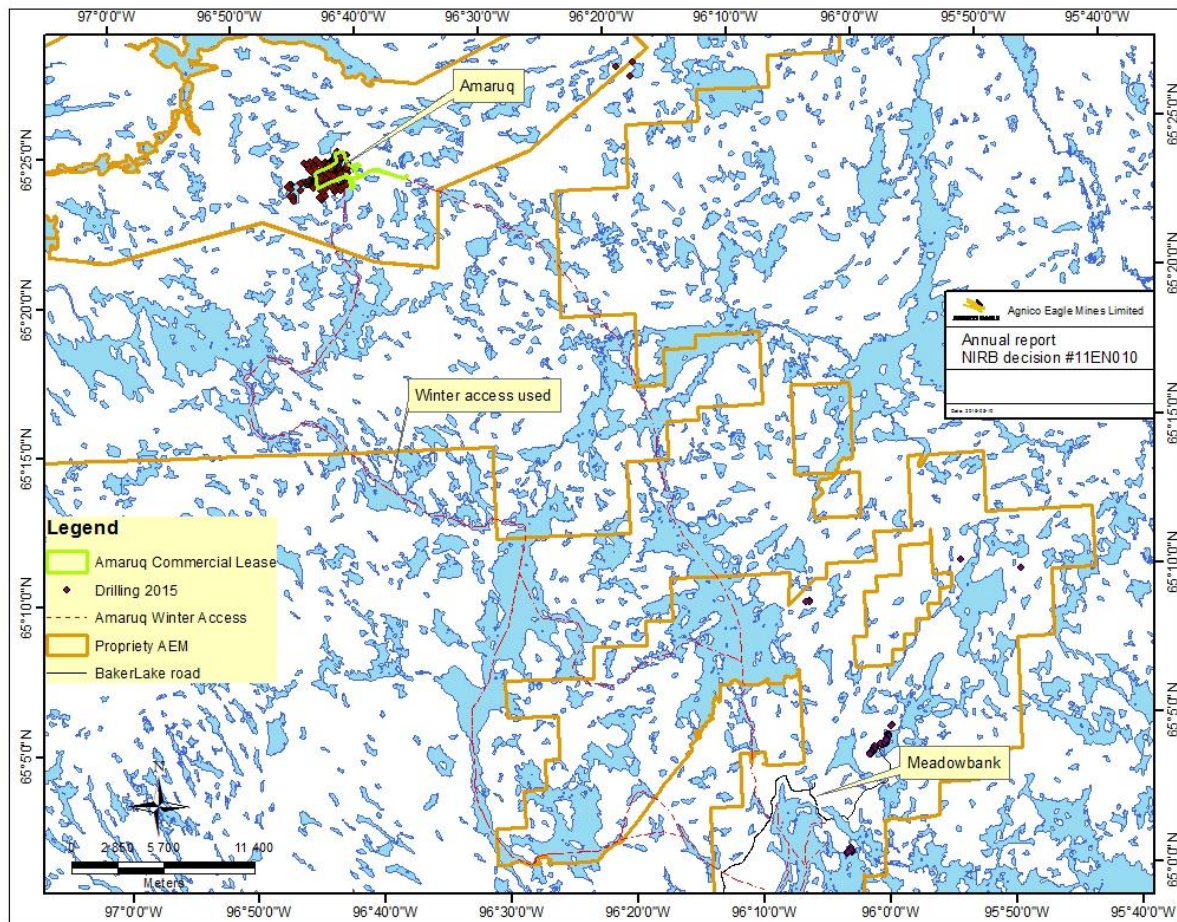 97°0'0"W 96°50'0"W 96°40'0"W 96°30'0"W 96°20'0"W 96°10'0"W 96°0'0"W 95°50'0"W 95°40'0"W
Amaruq
65°25'0"N
65°25'0"N
65°20'0"N
65°20'0"N
Agnico Eagle Mines Limited
Annual report
NIRB decision #11EN010
Winter access used
65°15'0"N
65°15'0"N
Legend
Amaruq Commercial Lease
Drilling 2015
Amaruq Winter Access
Propriety AEM
BakerLake road
65°10'0"N
65°10'0"N
65°5'0"N
65°5'0"N
Meadowbank
N
0 2 850 5 700 11 400
Meters
65°0'0"N
97°0'0"W 96°50'0"W 96°40'0"W 96°30'0"W 96°20'0"W 96°10'0"W 96°0'0"W 95°50'0"W 95°40'0"W